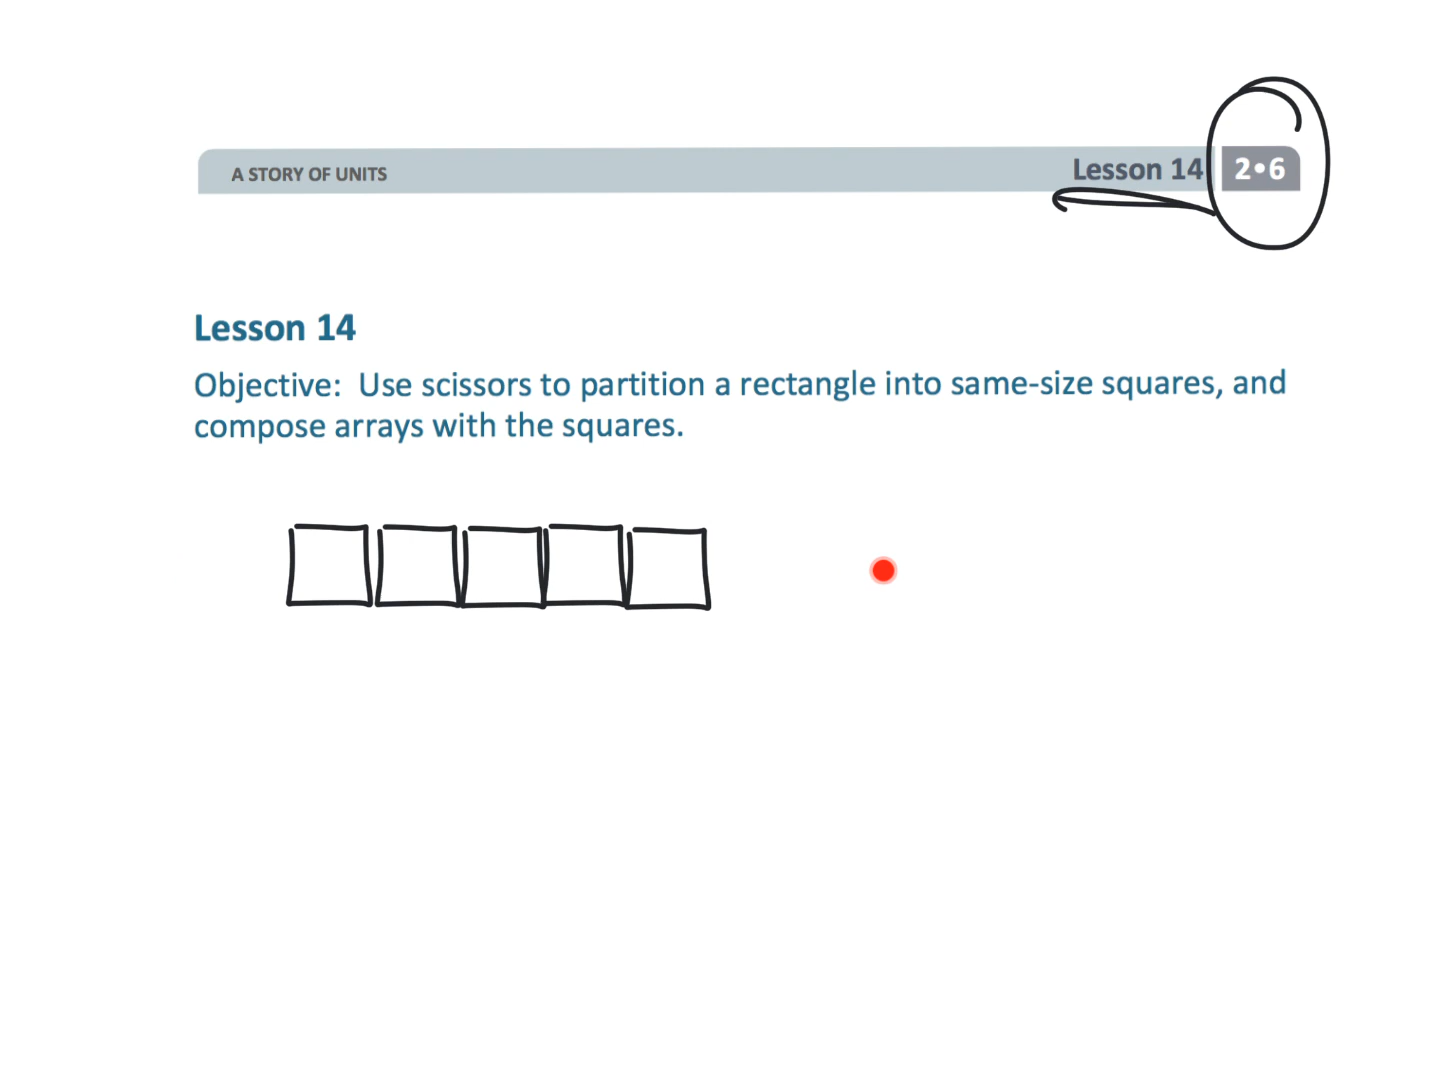 A STORY OF UNITS
Lesson 14 2•6
Lesson 14
Objective: Use scissors to partition a rectangle into same-size squares, and
compose arrays with the squares.